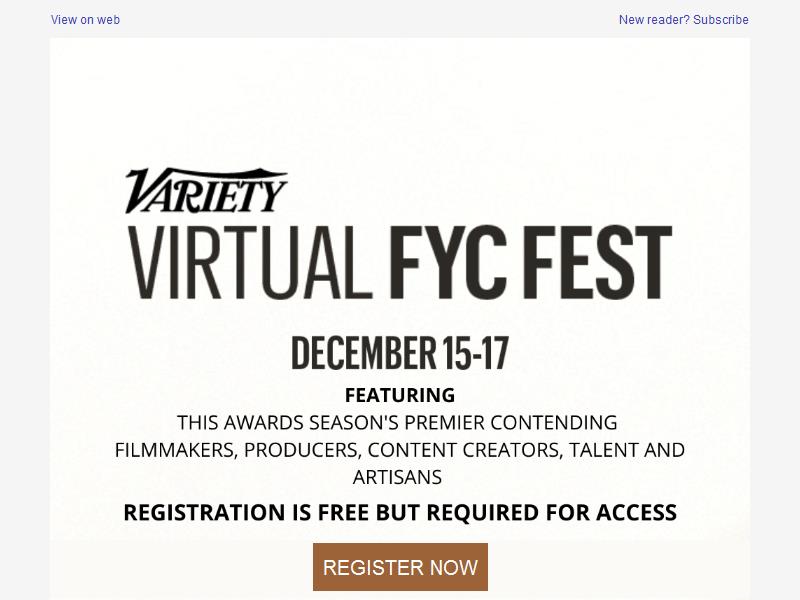 View on web
New reader? Subscribe
VARIETY
VIRTUAL FYC FEST
DECEMBER 15-17
FEATURING
THIS AWARDS SEASON'S PREMIER CONTENDING
FILMMAKERS, PRODUCERS, CONTENT CREATORS, TALENT AND
ARTISANS
REGISTRATION IS FREE BUT REQUIRED FOR ACCESS
REGISTER NOW